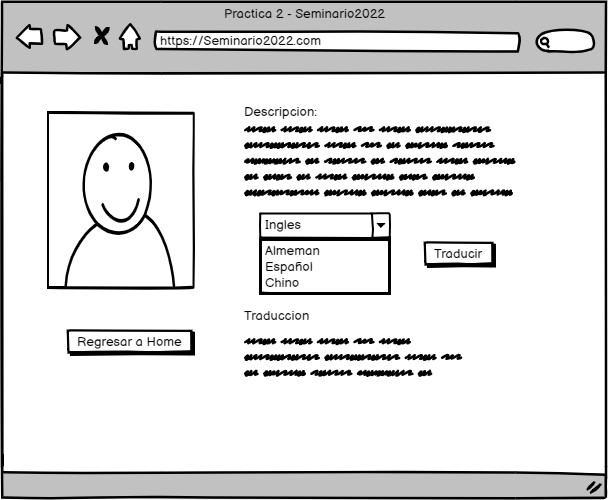 Practica 2 - Seminario2022
https://Seminario2022.com
Descripcion:
Ingles
Almeman
Español
Chino
Traducir
Traduccion
Regresar a Home